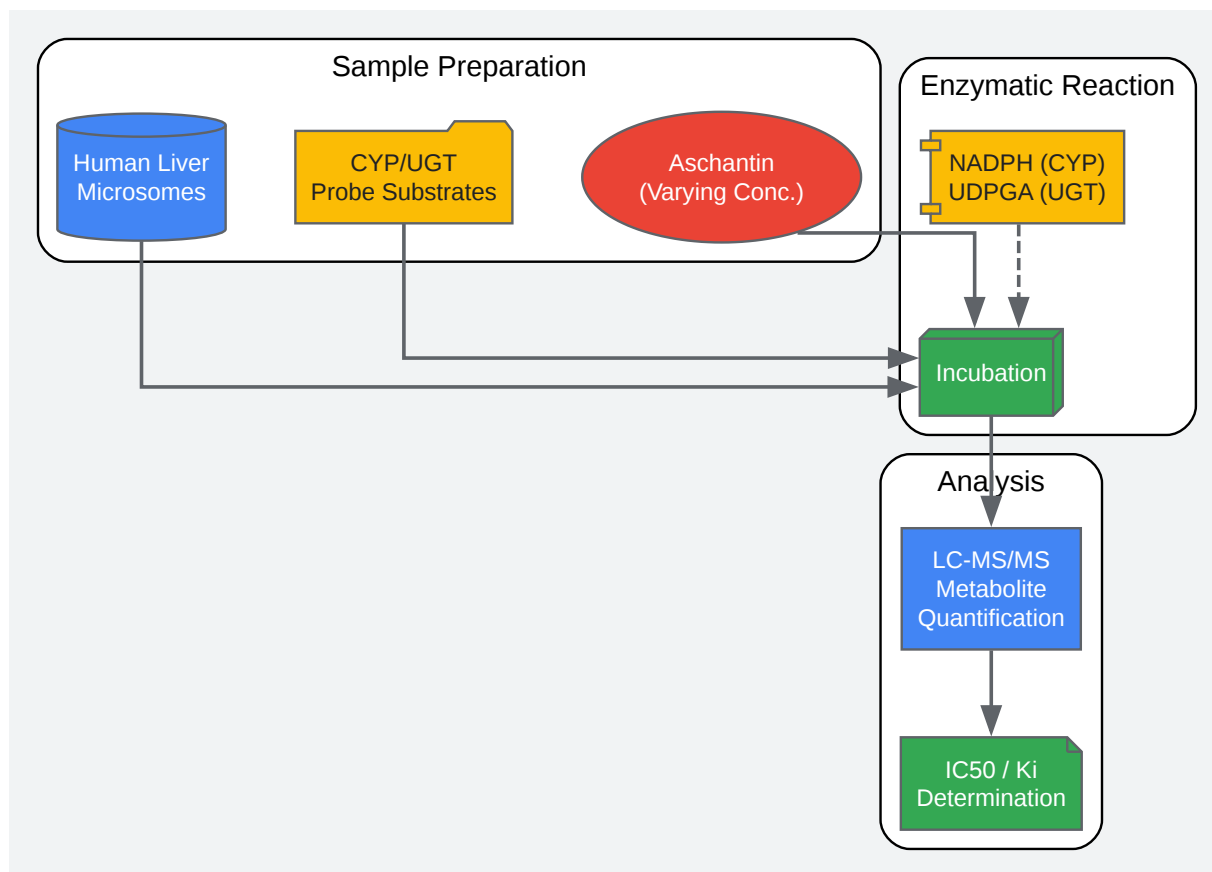 Sample Preparation
Human Liver
Microsomes
CYP/UGT
Probe Substrates
Aschantin
(Varying Conc.)
Enzymatic Reaction
NADPH (CYP)
UDPGA (UGT)
Incubation
Analysis
LC-MS/MS
Metabolite
Quantification
IC50 / Ki
Determination